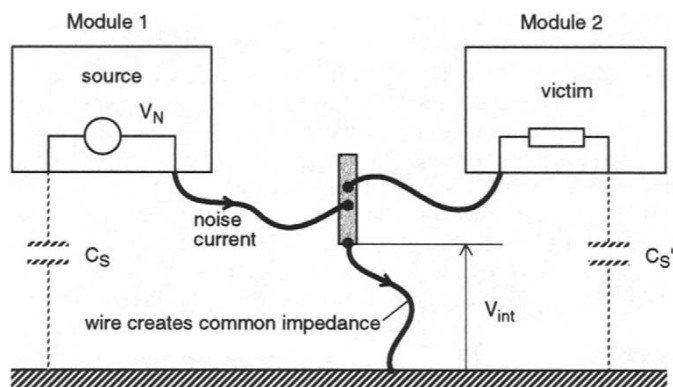 Module 1
Module 2
source
V_N
victim
noise
current
C_S
C_S'
wire creates common impedance
V_int